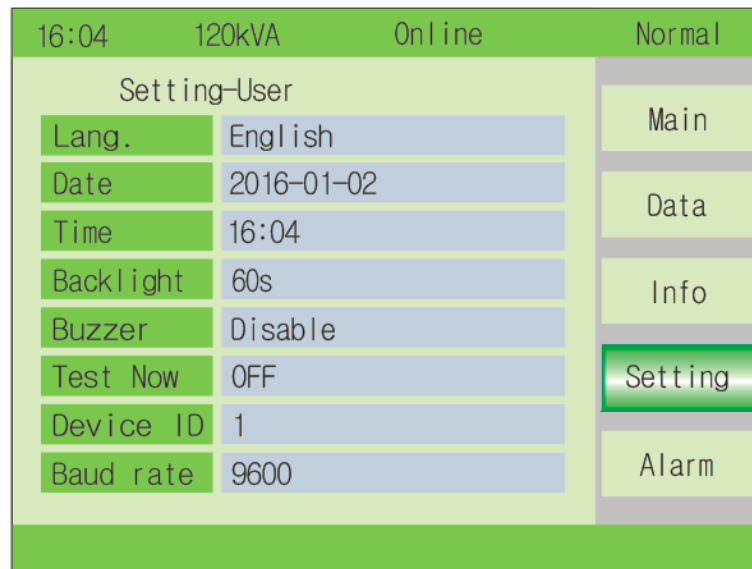 16:04 120kVA Online Normal
Setting-User
Lang. English
Date 2016-01-02
Time 16:04
Backlight 60s
Buzzer Disable
Test Now OFF
Device ID 1
Baud rate 9600
Main
Data
Info
Setting
Alarm